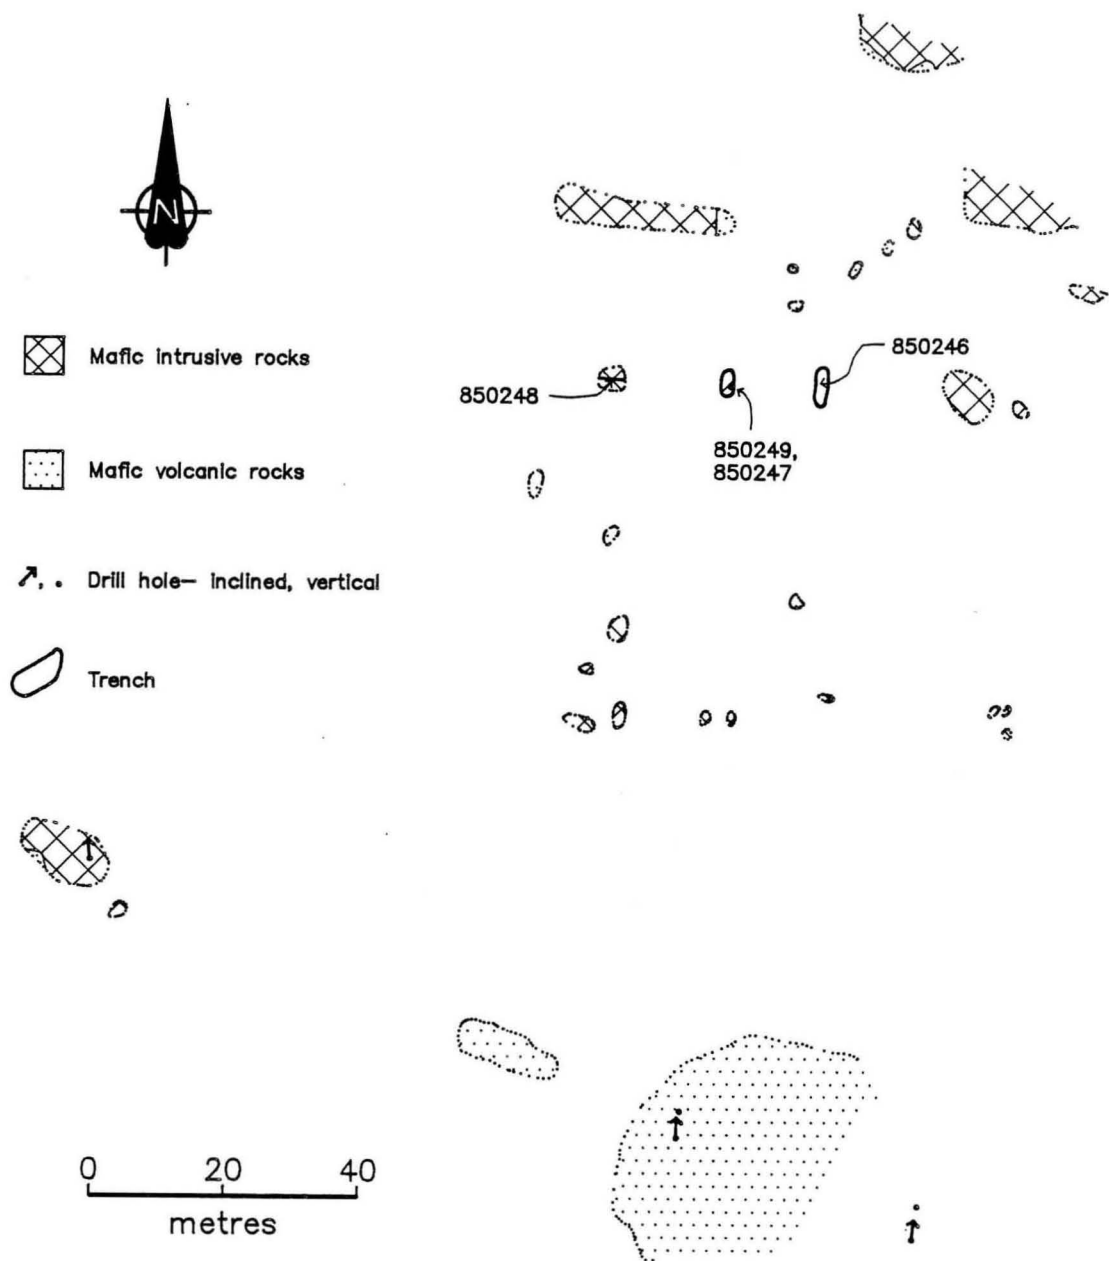 N
Mafic intrusive rocks
Mafic volcanic rocks
Drill hole— inclined, vertical
Trench
850246
850248
850249,
850247
0 20 40
metres